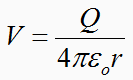 V = Q / 4πε₀r